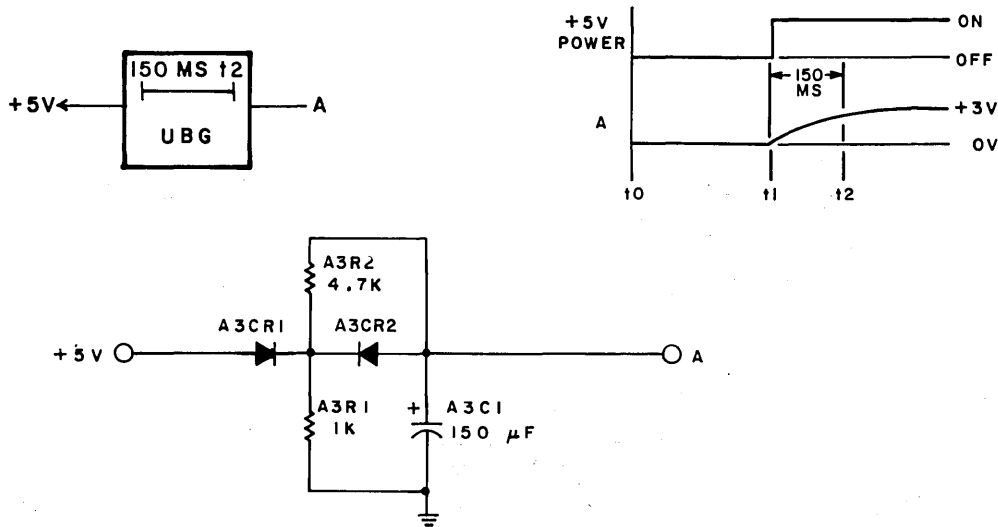 150 MS t2
+5V
A
UBG
+5V
POWER
ON
OFF
150
MS
A
+3V
0V
t0
t1
t2
A3R2
4.7K
A3CR1
A3CR2
+5V
A
A3R1
1K
+
A3C1
150 µF